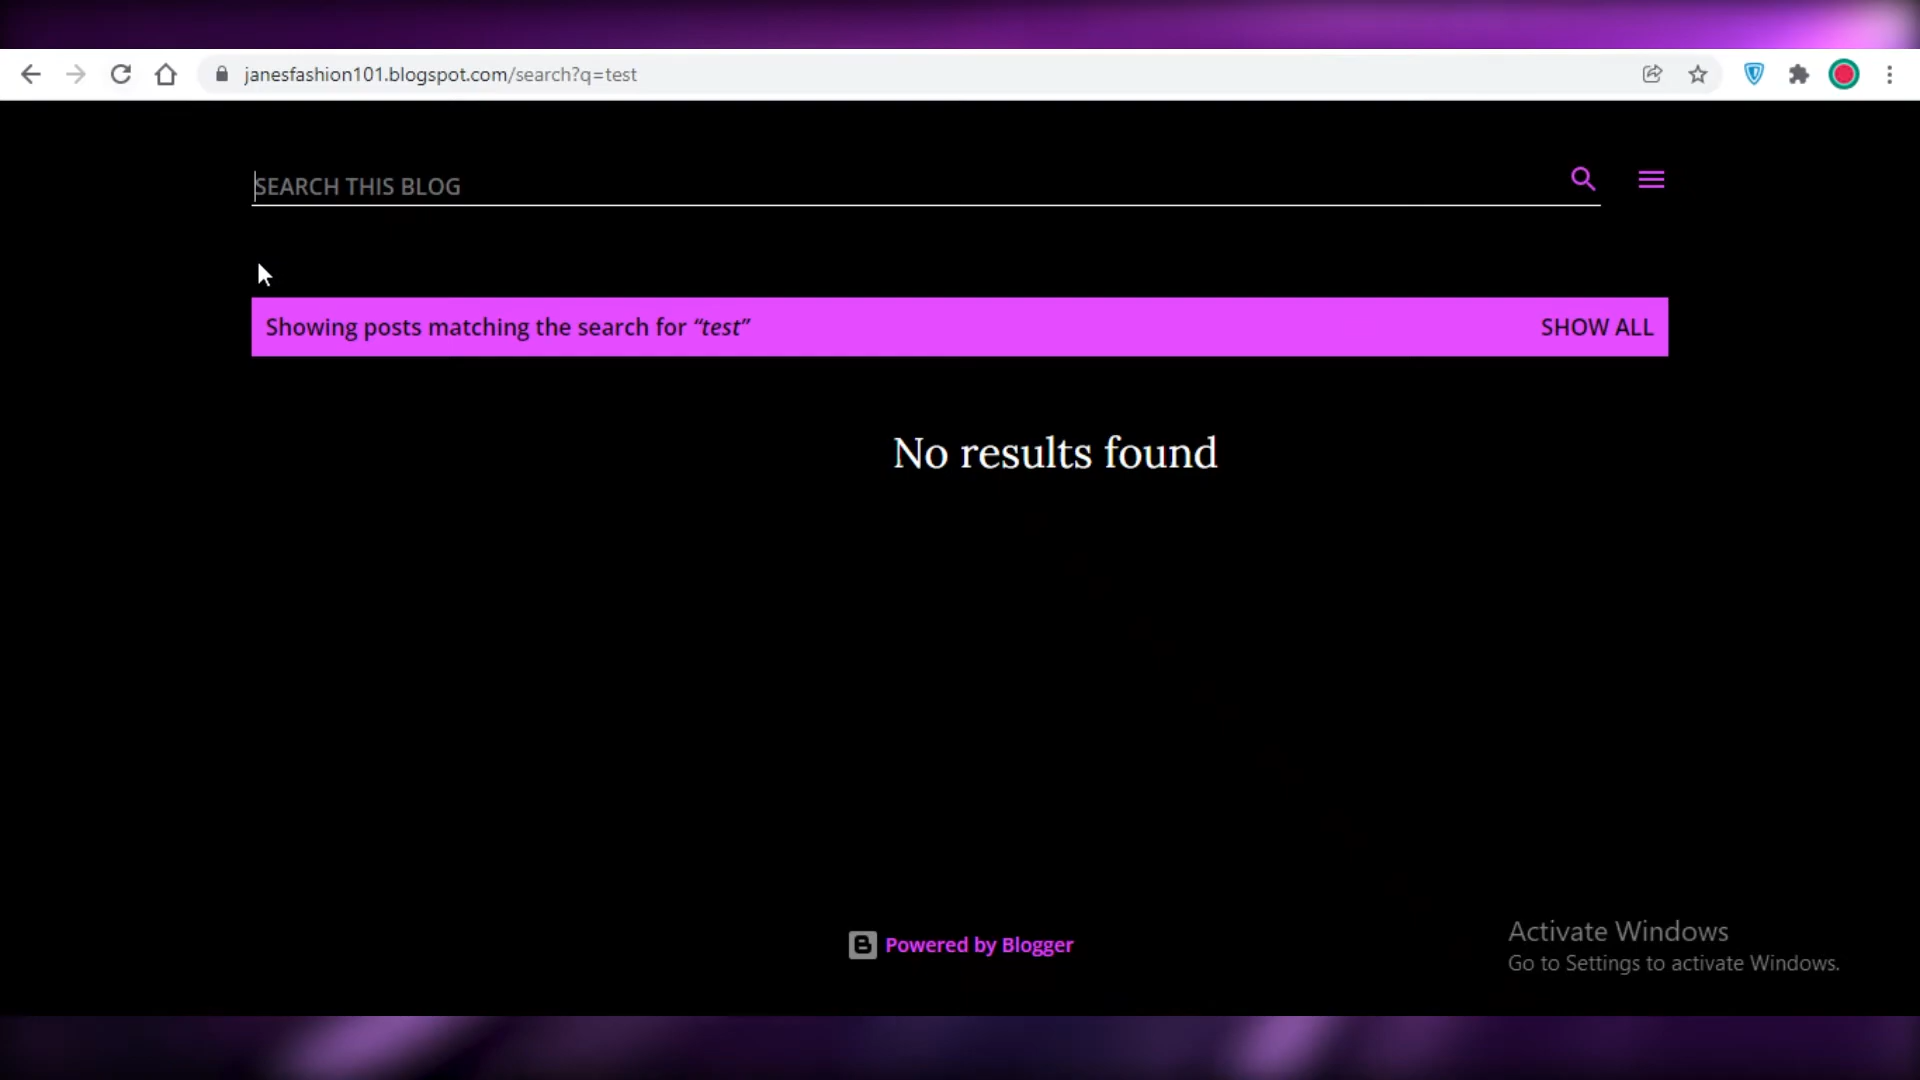 janesfashion101.blogspot.com/search?q=test
SEARCH THIS BLOG
Showing posts matching the search for “test” SHOW ALL
No results found
Powered by Blogger
Activate Windows
Go to Settings to activate Windows.